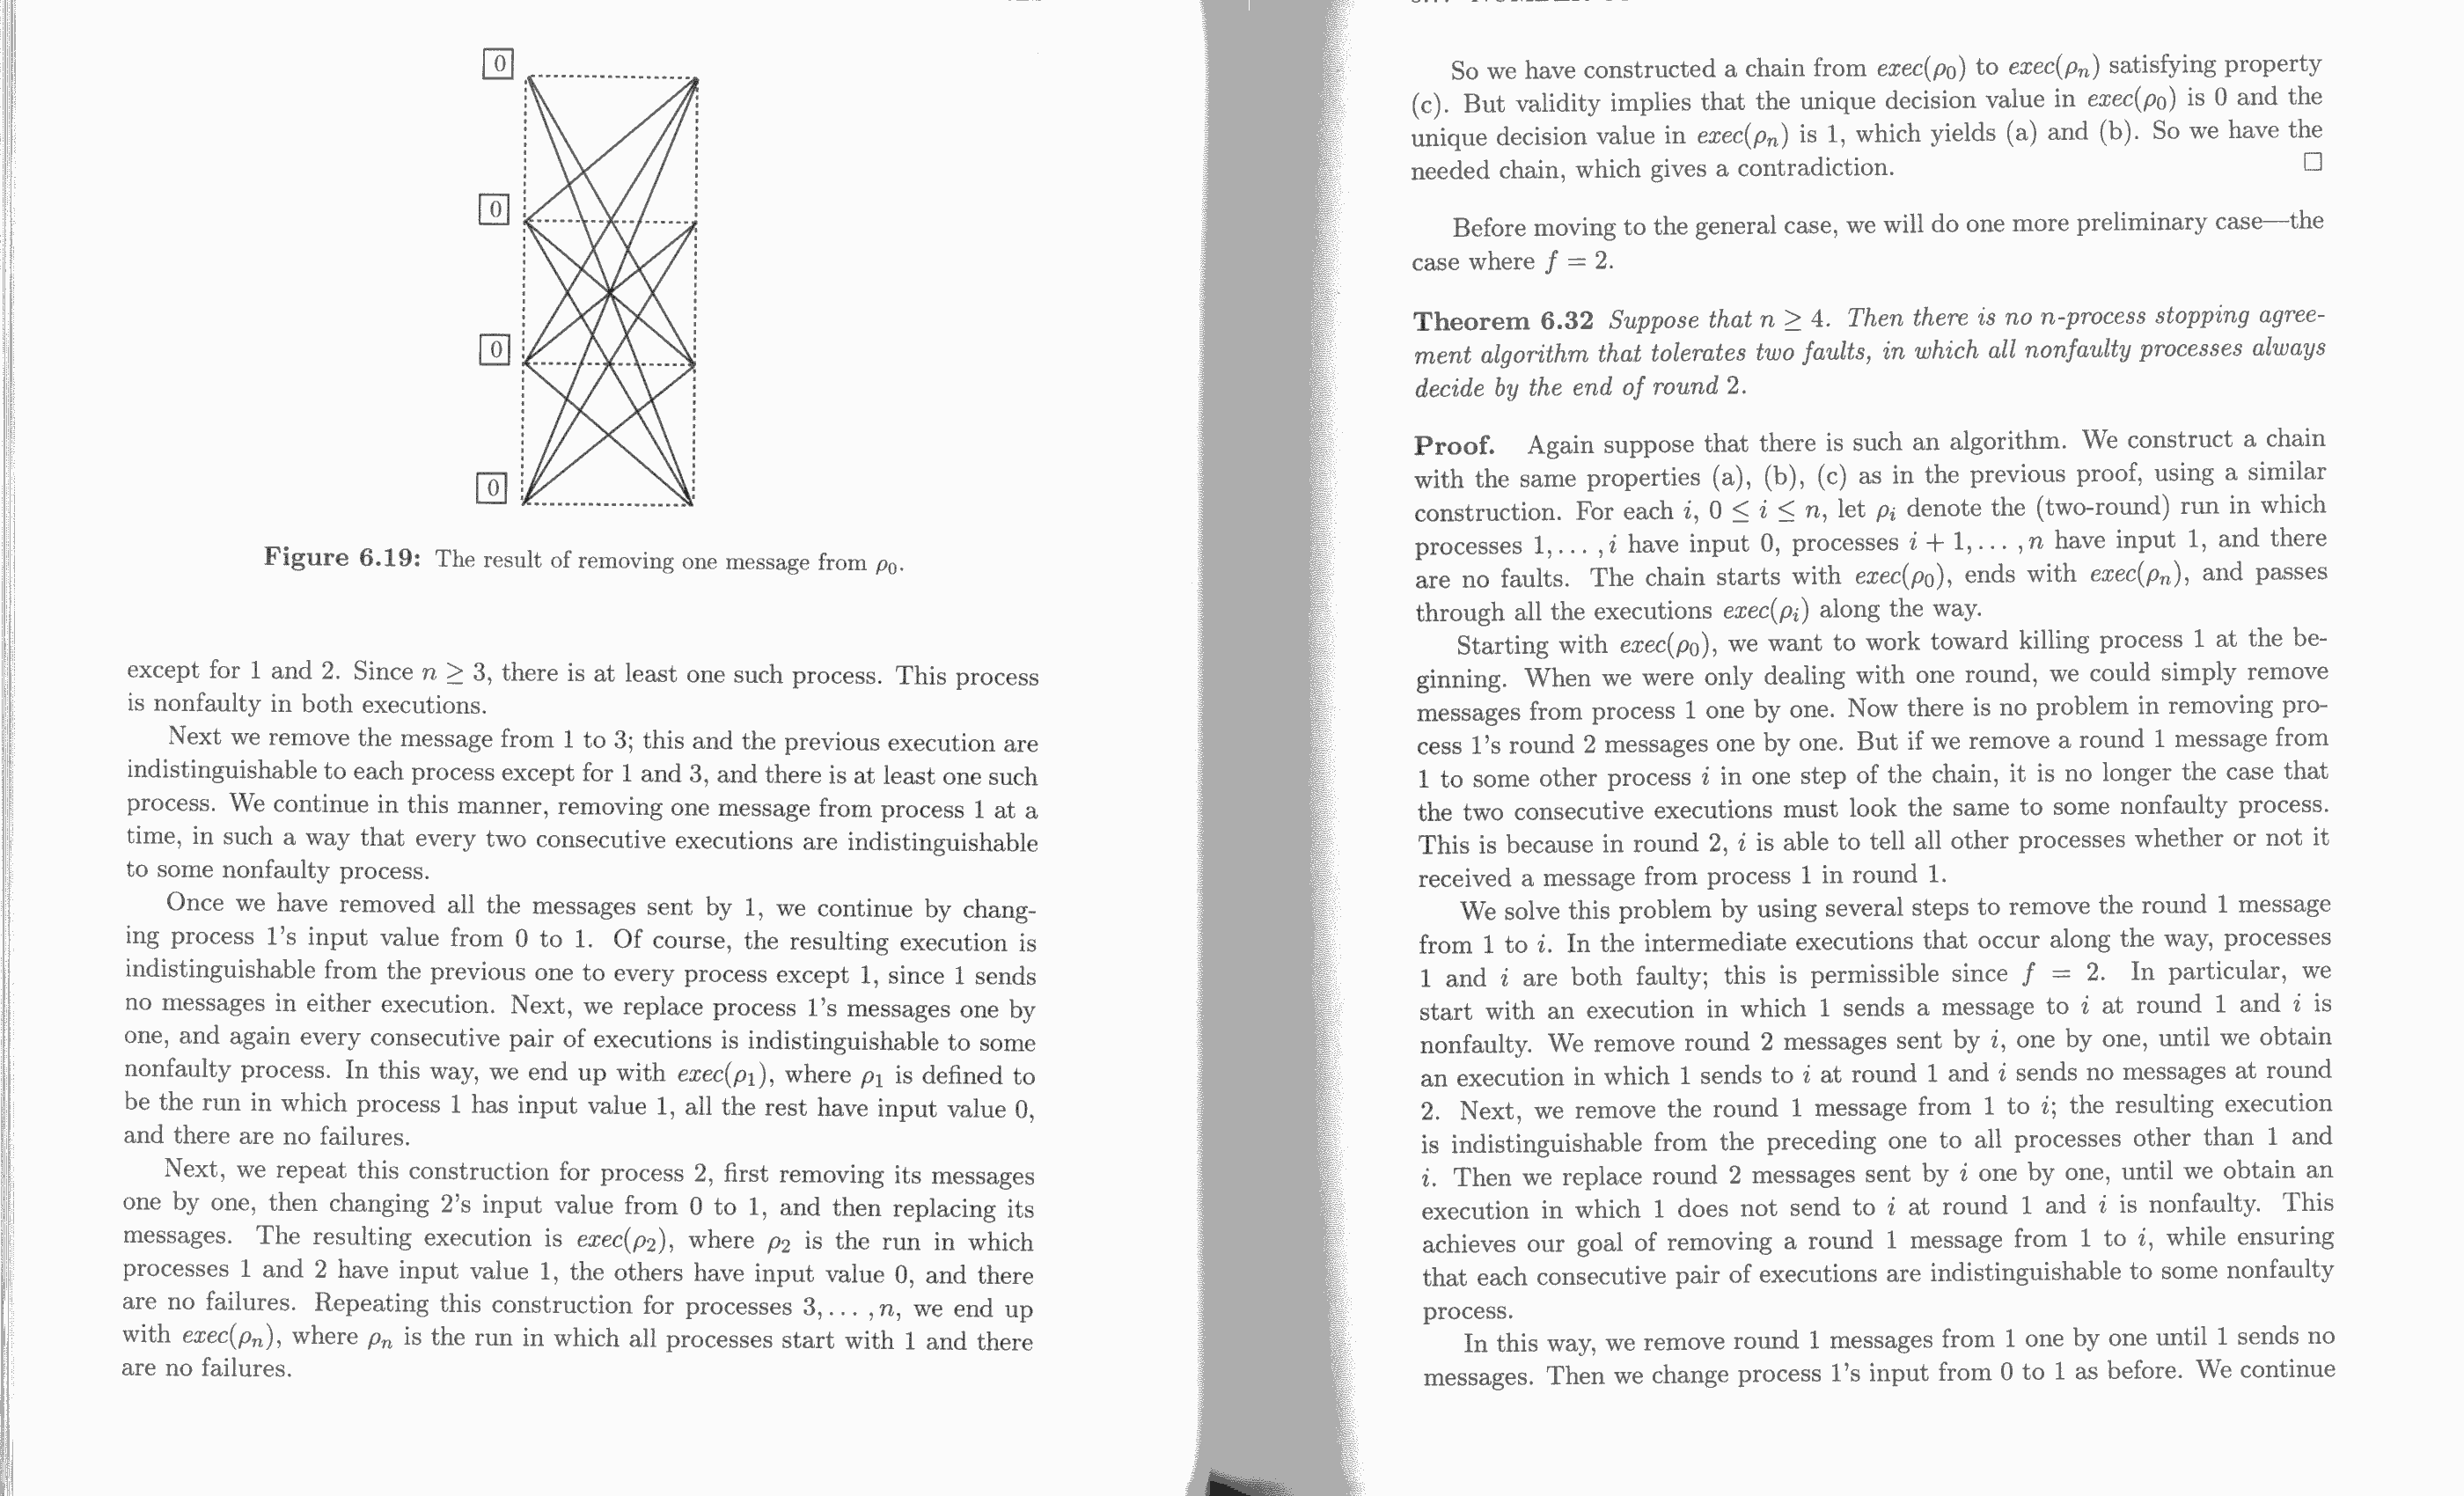 0
0
0
0
Figure 6.19: The result of removing one message from ρ0.
except for 1 and 2. Since n ≥ 3, there is at least one such process. This process
is nonfaulty in both executions.
Next we remove the message from 1 to 3; this and the previous execution are
indistinguishable to each process except for 1 and 3, and there is at least one such
process. We continue in this manner, removing one message from process 1 at a
time, in such a way that every two consecutive executions are indistinguishable
to some nonfaulty process.
Once we have removed all the messages sent by 1, we continue by chang-
ing process 1's input value from 0 to 1. Of course, the resulting execution is
indistinguishable from the previous one to every process except 1, since 1 sends
no messages in either execution. Next, we replace process 1's messages one by
one, and again every consecutive pair of executions is indistinguishable to some
nonfaulty process. In this way, we end up with exec(ρ1), where ρ1 is defined to
be the run in which process 1 has input value 1, all the rest have input value 0,
and there are no failures.
Next, we repeat this construction for process 2, first removing its messages
one by one, then changing 2's input value from 0 to 1, and then replacing its
messages. The resulting execution is exec(ρ2), where ρ2 is the run in which
processes 1 and 2 have input value 1, the others have input value 0, and there
are no failures. Repeating this construction for processes 3,... ,n, we end up
with exec(ρn), where ρn is the run in which all processes start with 1 and there
are no failures.
So we have constructed a chain from exec(ρ0) to exec(ρn) satisfying property
(c). But validity implies that the unique decision value in exec(ρ0) is 0 and the
unique decision value in exec(ρn) is 1, which yields (a) and (b). So we have the
needed chain, which gives a contradiction. □
Before moving to the general case, we will do one more preliminary case—the
case where f = 2.
Theorem 6.32 Suppose that n ≥ 4. Then there is no n-process stopping agree-
ment algorithm that tolerates two faults, in which all nonfaulty processes always
decide by the end of round 2.
Proof. Again suppose that there is such an algorithm. We construct a chain
with the same properties (a), (b), (c) as in the previous proof, using a similar
construction. For each i, 0 ≤ i ≤ n, let ρi denote the (two-round) run in which
processes 1,... ,i have input 0, processes i + 1,... ,n have input 1, and there
are no faults. The chain starts with exec(ρ0), ends with exec(ρn), and passes
through all the executions exec(ρi) along the way.
Starting with exec(ρ0), we want to work toward killing process 1 at the be-
ginning. When we were only dealing with one round, we could simply remove
messages from process 1 one by one. Now there is no problem in removing pro-
cess 1's round 2 messages one by one. But if we remove a round 1 message from
1 to some other process i in one step of the chain, it is no longer the case that
the two consecutive executions must look the same to some nonfaulty process.
This is because in round 2, i is able to tell all other processes whether or not it
received a message from process 1 in round 1.
We solve this problem by using several steps to remove the round 1 message
from 1 to i. In the intermediate executions that occur along the way, processes
1 and i are both faulty; this is permissible since f = 2. In particular, we
start with an execution in which 1 sends a message to i at round 1 and i is
nonfaulty. We remove round 2 messages sent by i, one by one, until we obtain
an execution in which 1 sends to i at round 1 and i sends no messages at round
2. Next, we remove the round 1 message from 1 to i; the resulting execution
is indistinguishable from the preceding one to all processes other than 1 and
i. Then we replace round 2 messages sent by i one by one, until we obtain an
execution in which 1 does not send to i at round 1 and i is nonfaulty. This
achieves our goal of removing a round 1 message from 1 to i, while ensuring
that each consecutive pair of executions are indistinguishable to some nonfaulty
process.
In this way, we remove round 1 messages from 1 one by one until 1 sends no
messages. Then we change process 1's input from 0 to 1 as before. We continue